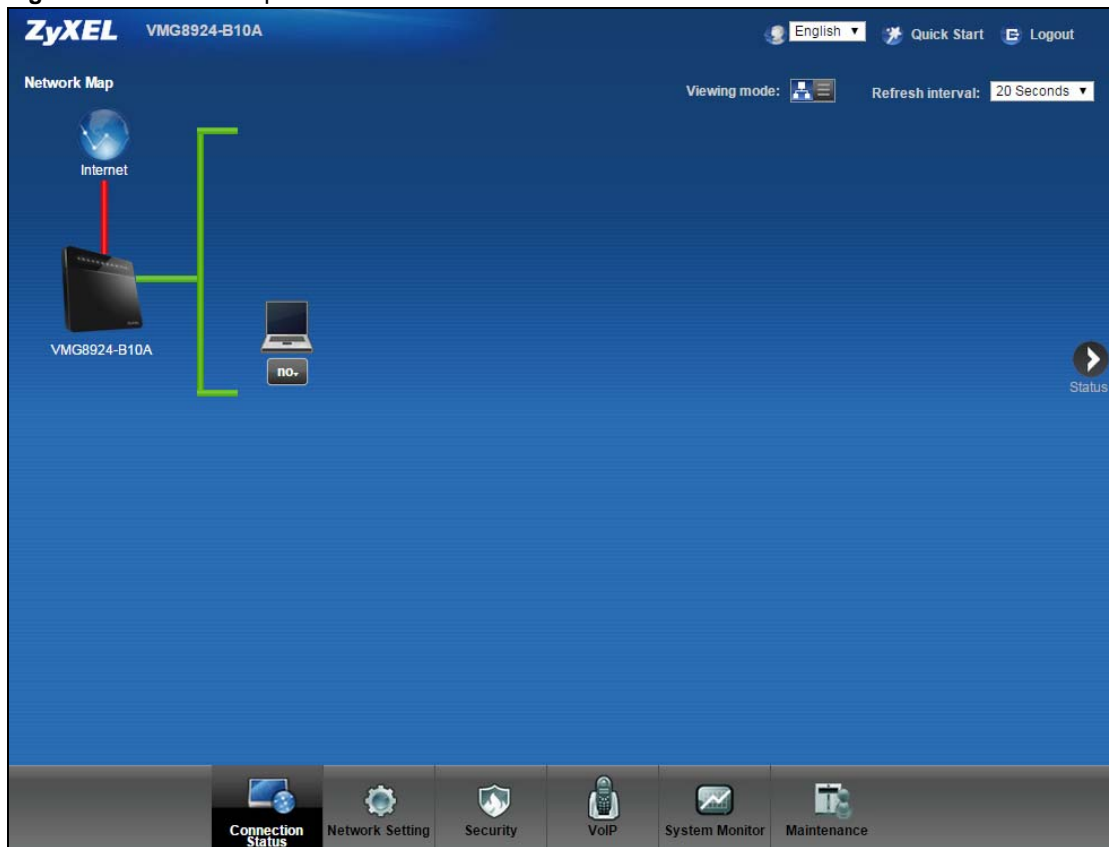 ZyXEL VMG8924-B10A English Quick Start Logout
Network Map Viewing mode: Refresh interval: 20 Seconds
Internet
VMG8924-B10A
no
Status
Connection Status Network Setting Security VoIP System Monitor Maintenance